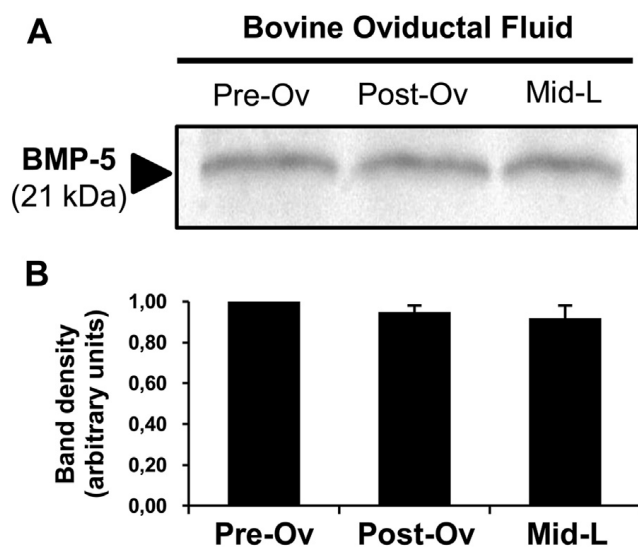 A
Bovine Oviductal Fluid
Pre-Ov Post-Ov Mid-L
BMP-5
(21 kDa)
B
Band density
(arbitrary units)
1,00
0,80
0,60
0,40
0,20
0,00
Pre-Ov Post-Ov Mid-L